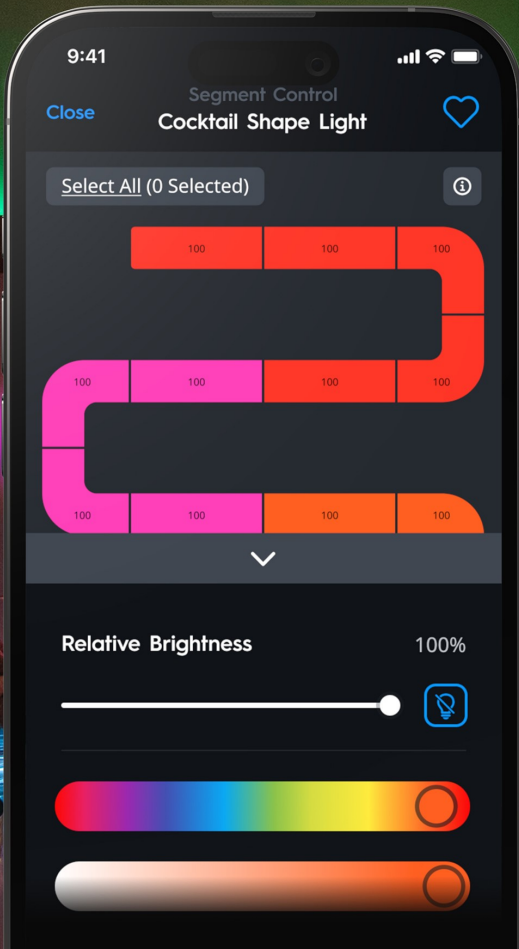 9:41
Segment Control
Close
Cocktail Shape Light
Select All (0 Selected)
100 100 100
100 100 100 100
100 100 100 100
Relative Brightness 100%